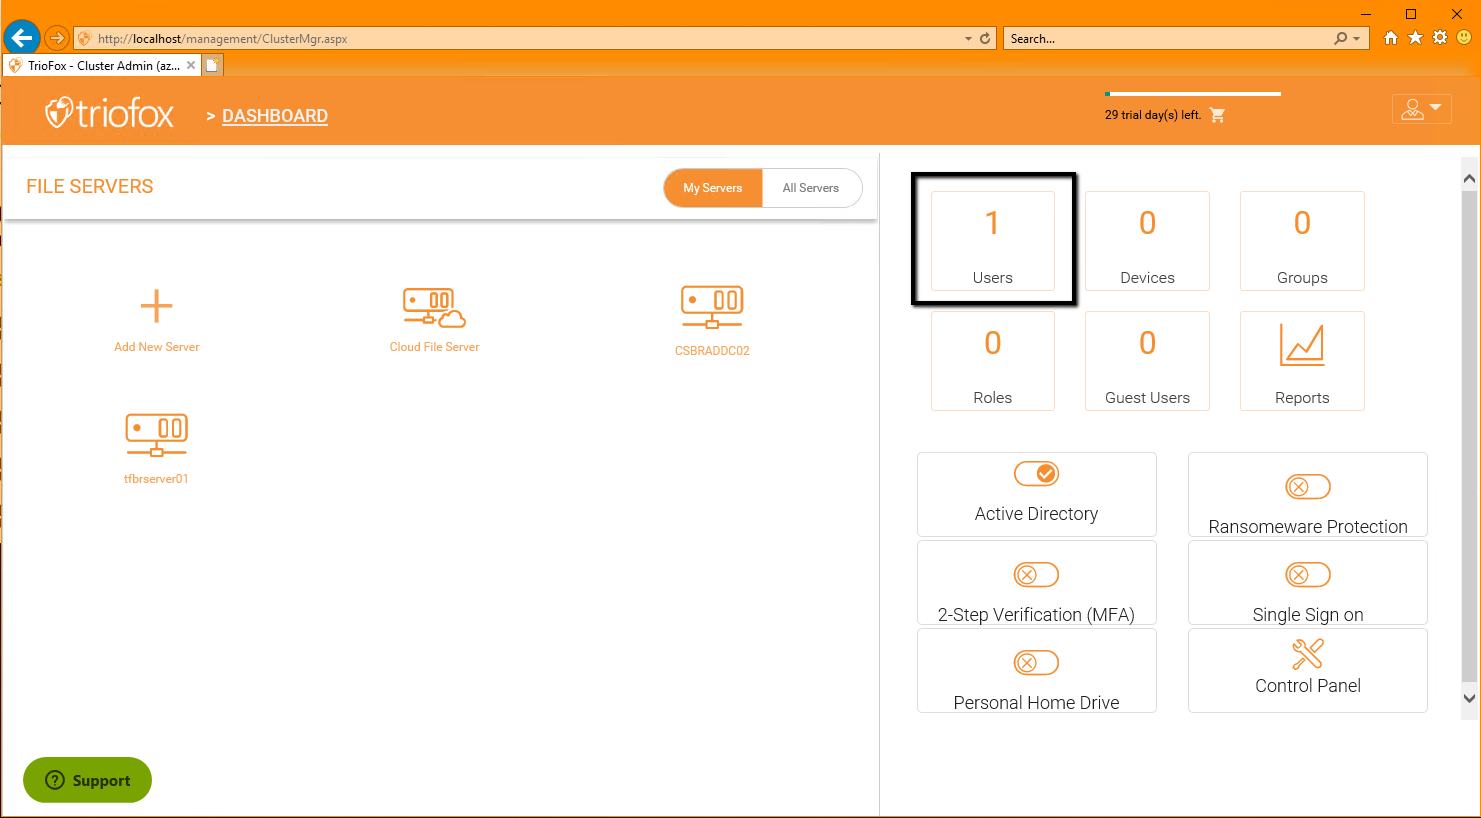 http://localhost/management/ClusterMgr.aspx
Search...
TrioFox - Cluster Admin (az...
triofox
> DASHBOARD
29 trial day(s) left.
FILE SERVERS
My Servers
All Servers
Add New Server
Cloud File Server
CSBRADDC02
tfbrserver01
1
Users
0
Devices
0
Groups
0
Roles
0
Guest Users
Reports
Active Directory
Ransomeware Protection
2-Step Verification (MFA)
Single Sign on
Personal Home Drive
Control Panel
? Support